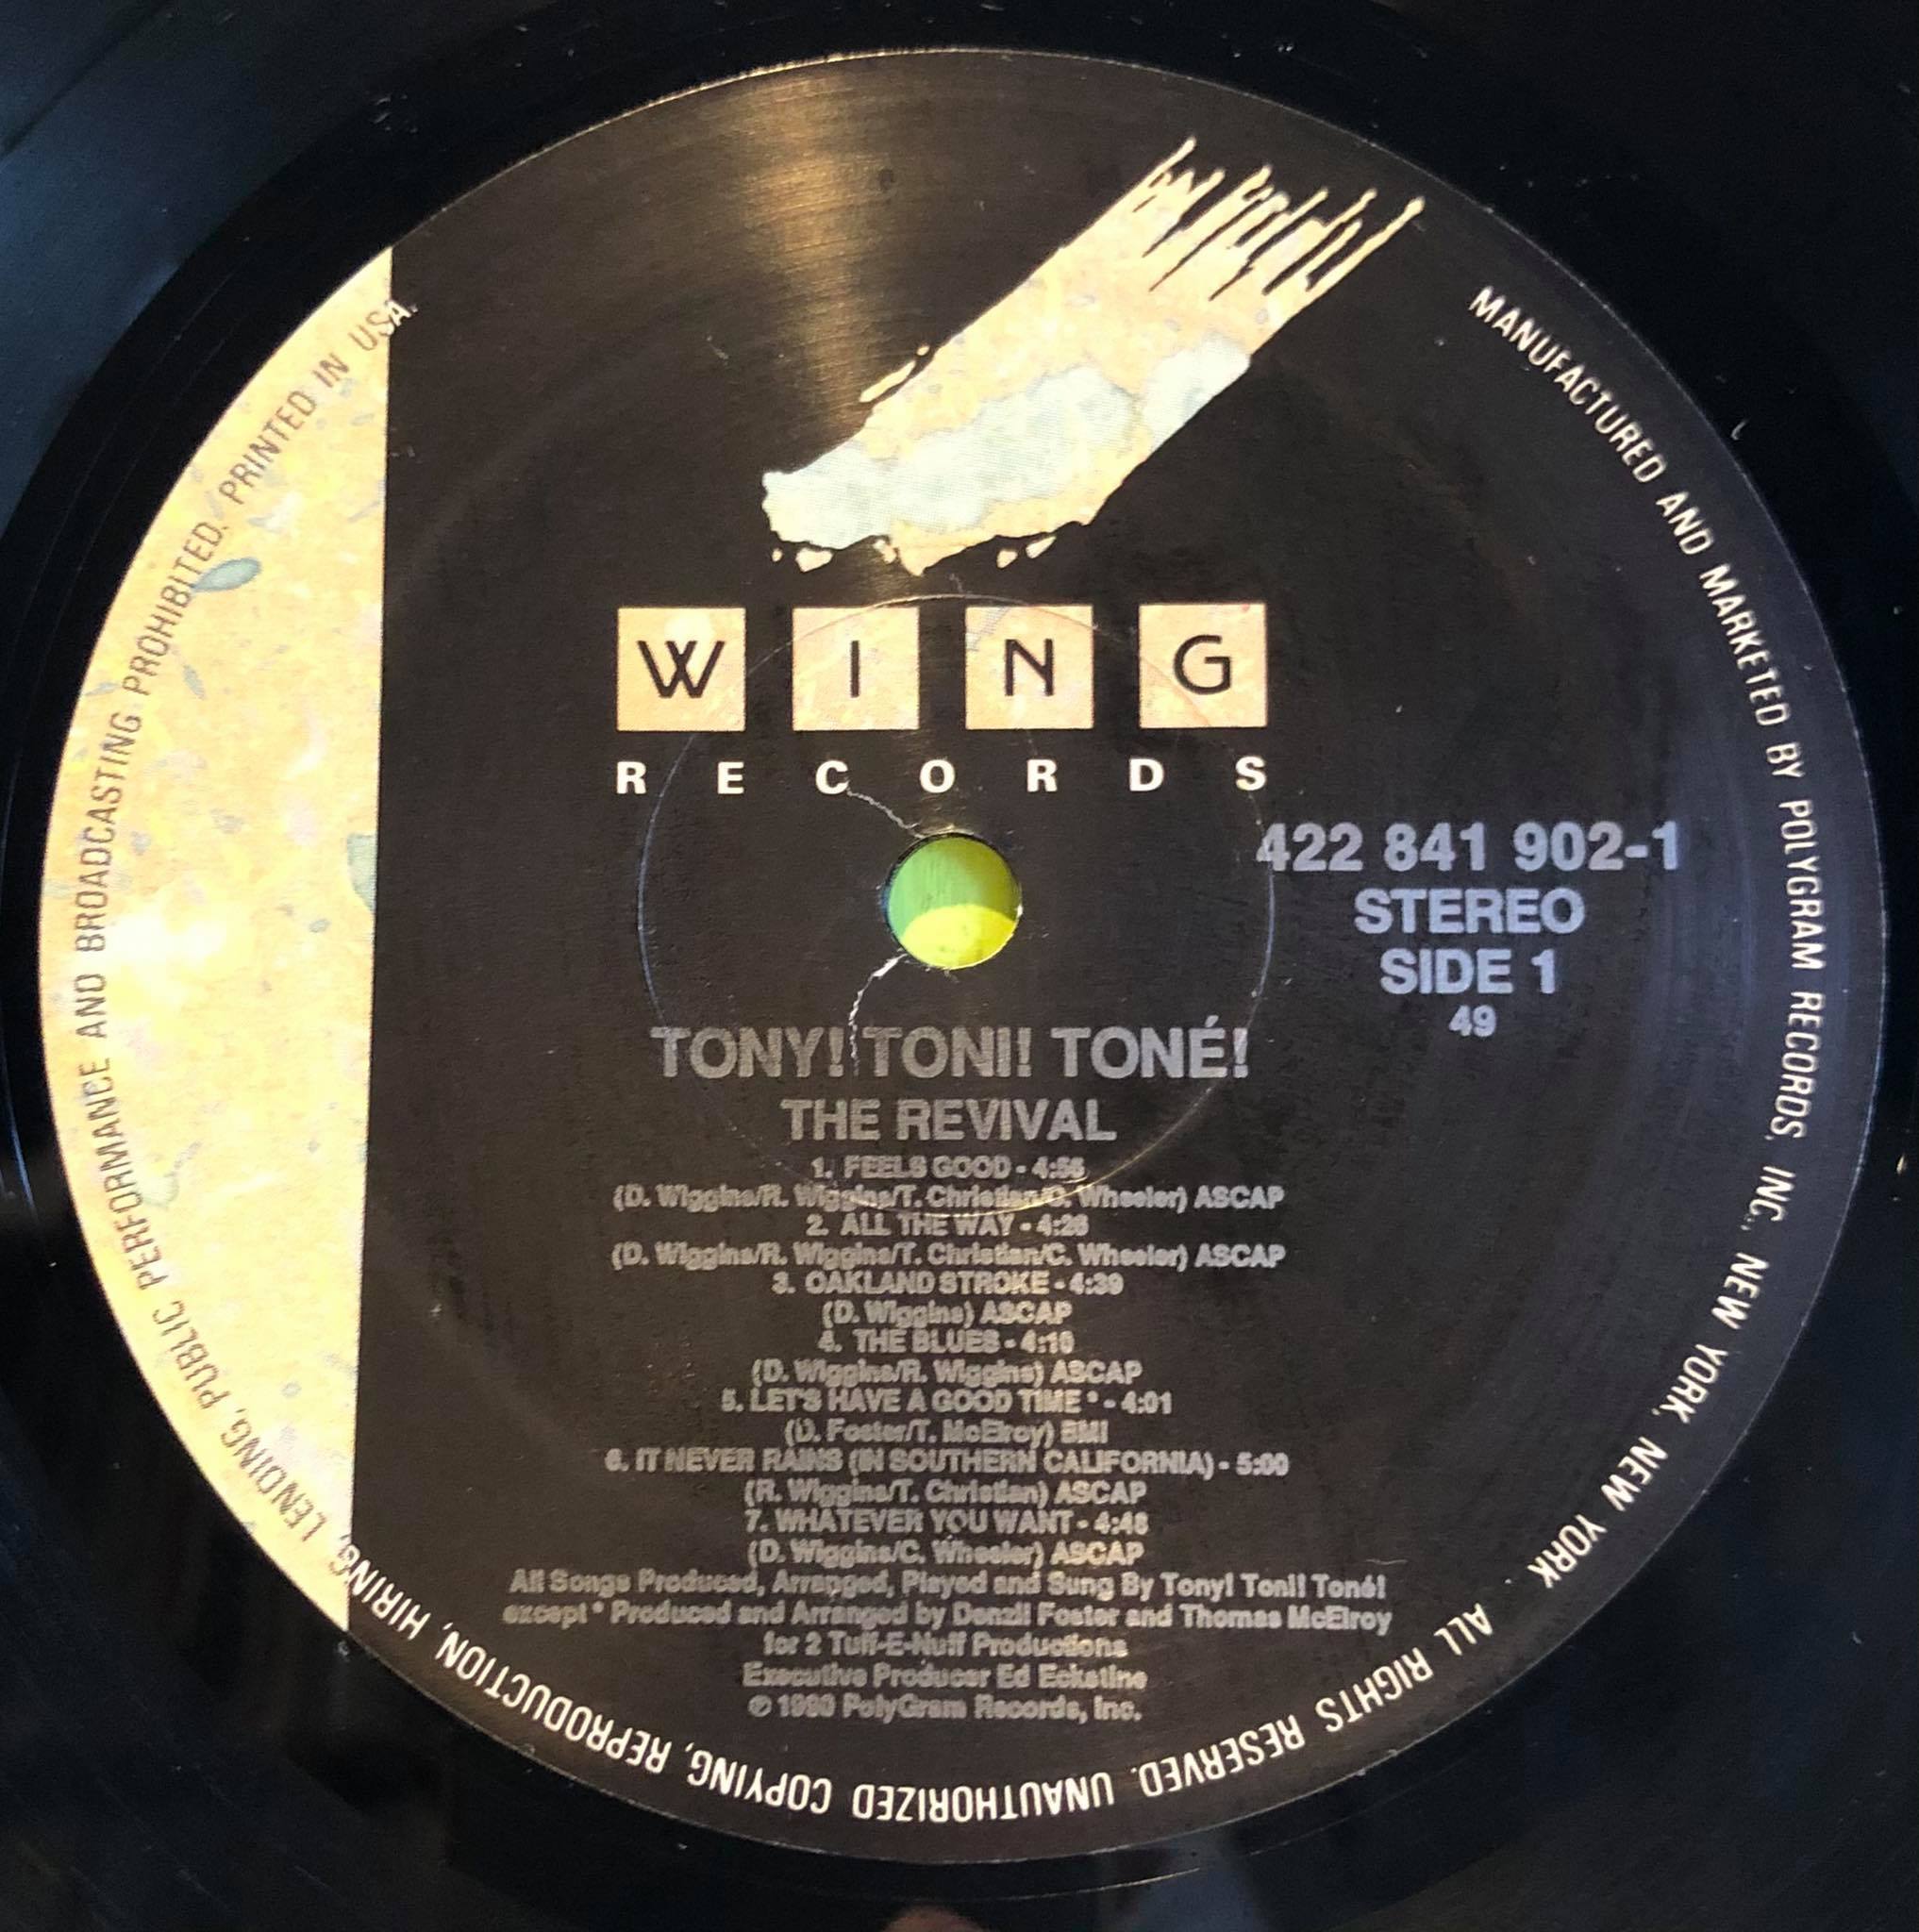 W I N G
RECORDS
422 841 902-1
STEREO
SIDE 1
49
TONY! TONI! TONÉ!
THE REVIVAL
1. FEELS GOOD - 4:56
(D. Wiggins/R. Wiggins/T. Christian/C. Wheeler) ASCAP
2. ALL THE WAY - 4:26
(D. Wiggins/R. Wiggins/T. Christian/C. Wheeler) ASCAP
3. OAKLAND STROKE - 4:39
(D. Wiggins) ASCAP
4. THE BLUES - 4:10
(D. Wiggins/R. Wiggins) ASCAP
5. LET'S HAVE A GOOD TIME * - 4:01
(D. Foster/T. McElroy) BMI
6. IT NEVER RAINS (IN SOUTHERN CALIFORNIA) - 5:00
(R. Wiggins/T. Christian) ASCAP
7. WHATEVER YOU WANT - 4:48
(D. Wiggins/C. Wheeler) ASCAP
All Songs Produced, Arranged, Played and Sung By Tony! Toni! Toné!
except * Produced and Arranged by Denzil Foster and Thomas McElroy
for 2 Tuff-E-Nuff Productions
Executive Producer Ed Eckstine
℗ 1990 PolyGram Records, Inc.
MANUFACTURED AND MARKETED BY POLYGRAM RECORDS, INC., NEW YORK, NEW YORK. ALL RIGHTS RESERVED. UNAUTHORIZED COPYING, REPRODUCTION, HIRING, LENDING, PUBLIC PERFORMANCE AND BROADCASTING PROHIBITED. PRINTED IN USA.